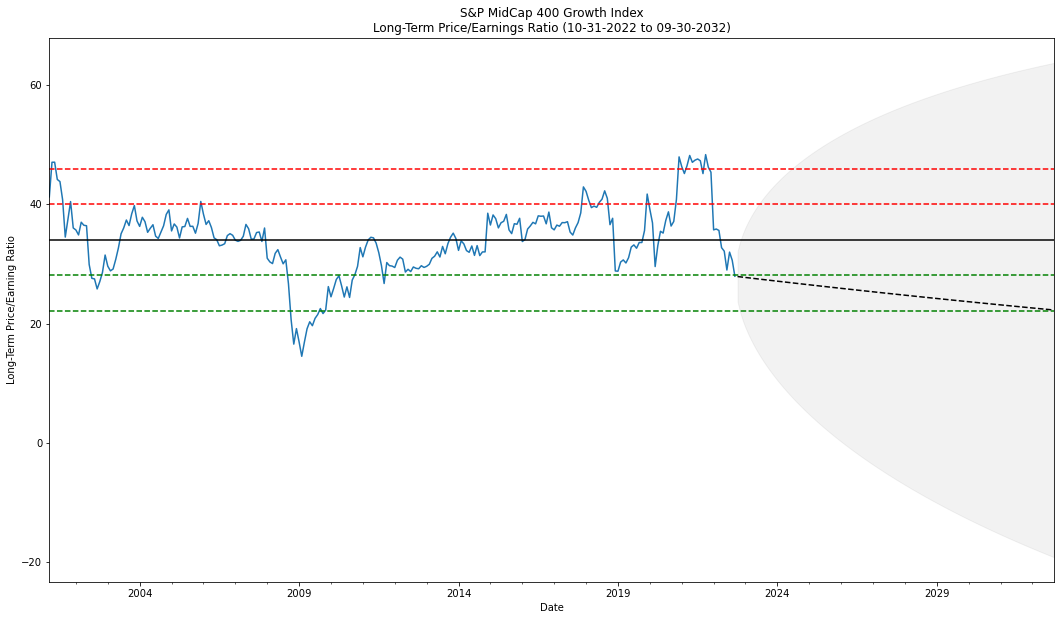 S&P MidCap 400 Growth Index
Long-Term Price/Earnings Ratio (10-31-2022 to 09-30-2032)
Long-Term Price/Earning Ratio
60
40
20
0
−20
2004
2009
2014
2019
2024
2029
Date